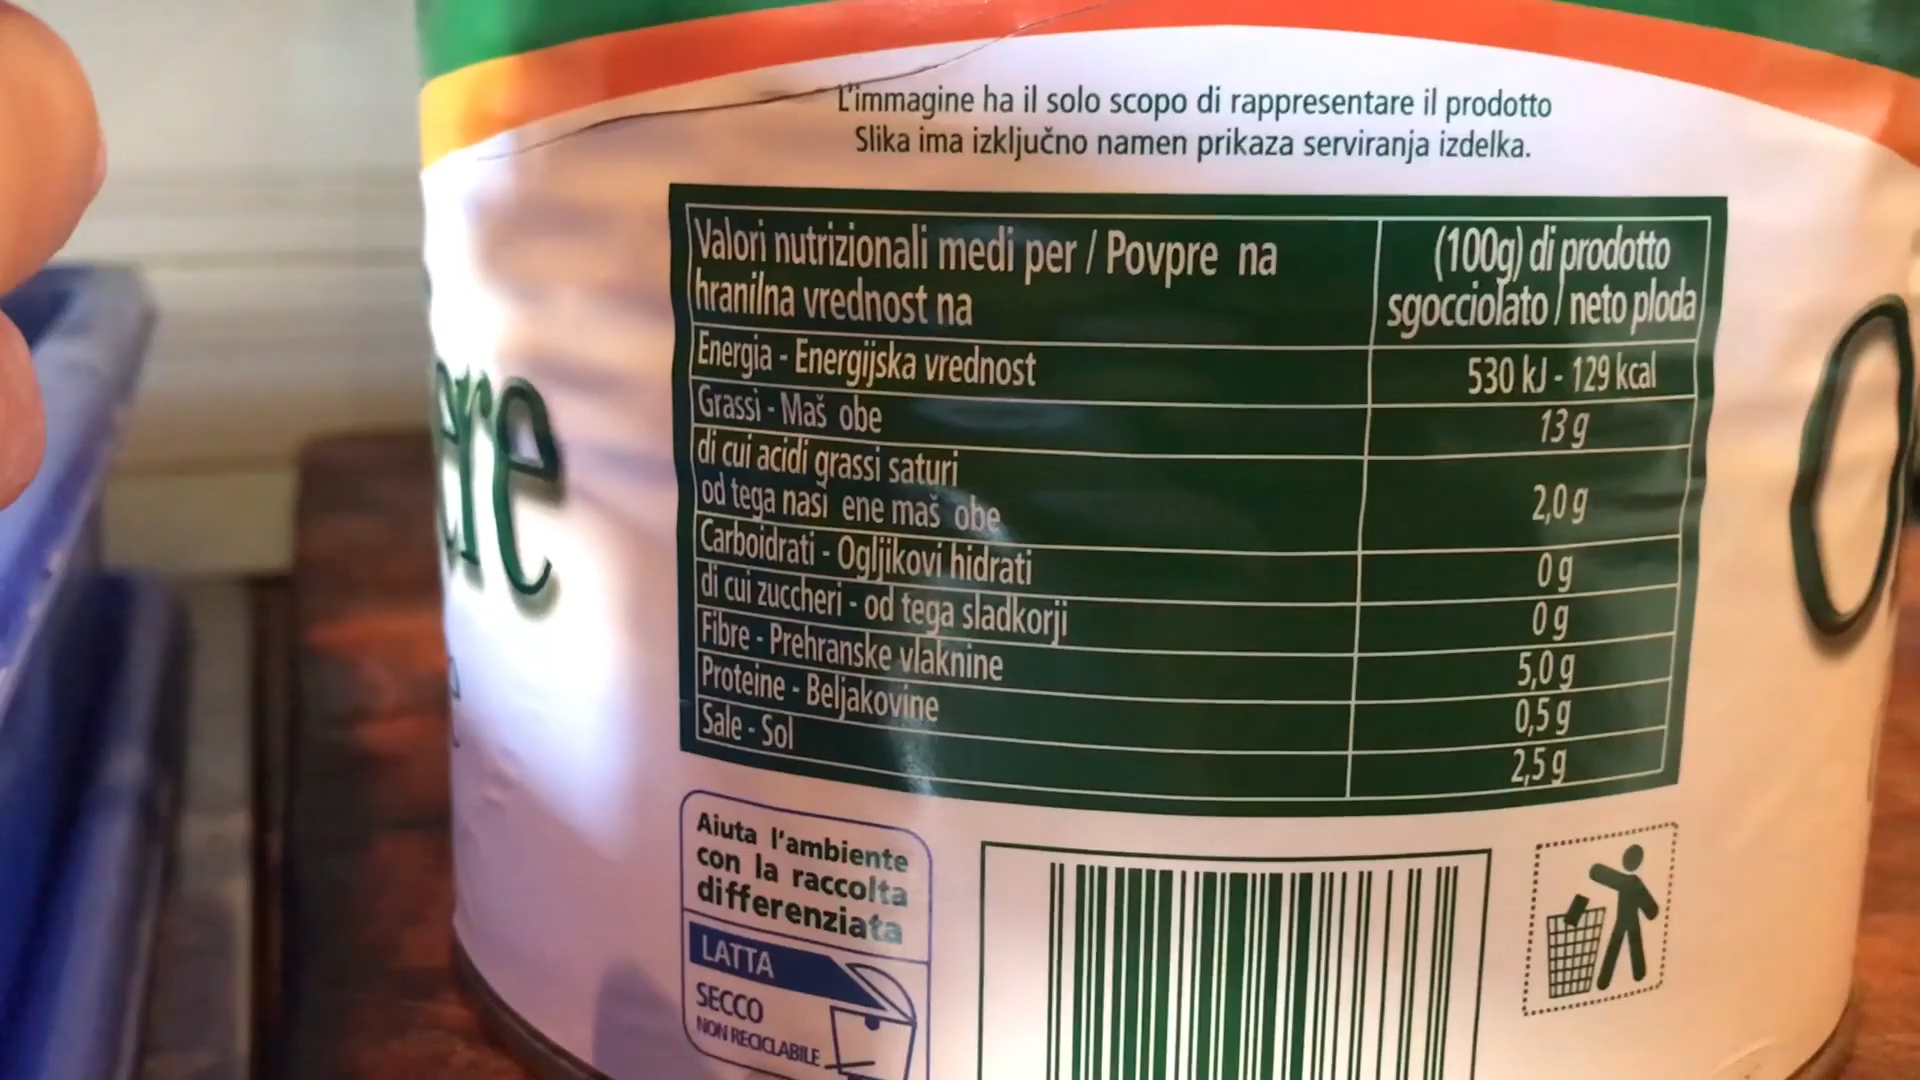 L'immagine ha il solo scopo di rappresentare il prodotto
Slika ima izključno namen prikaza serviranja izdelka.
Valori nutrizionali medi per / Povpre na
hranilna vrednost na
(100g) di prodotto
sgocciolato / neto ploda
Energia - Energijska vrednost
530 kJ - 129 kcal
Grassi - Maš obe
13 g
di cui acidi grassi saturi
od tega nasi ene maš obe
2,0 g
Carboidrati - Ogljikovi hidrati
0 g
di cui zuccheri - od tega sladkorji
0 g
Fibre - Prehranske vlaknine
5,0 g
Proteine - Beljakovine
0,5 g
Sale - Sol
2,5 g
Aiuta l'ambiente
con la raccolta
differenziata
LATTA
SECCO
NON RECICLABILE